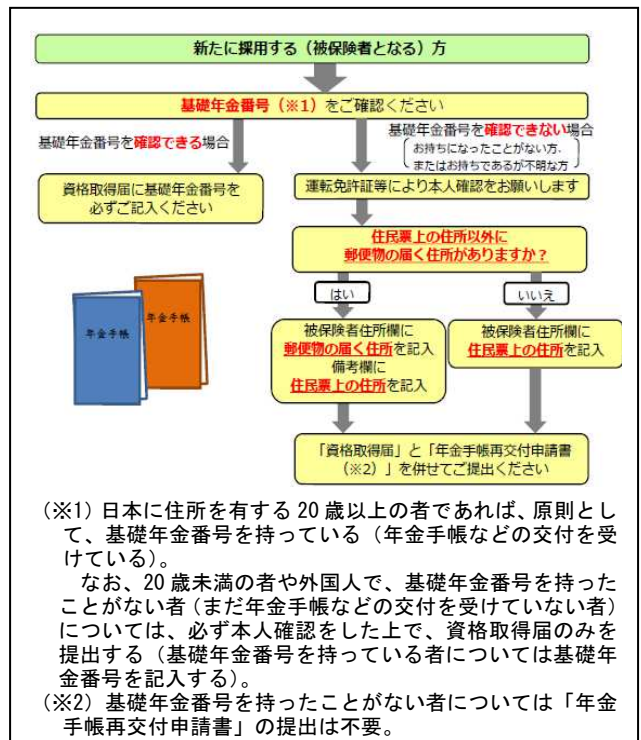 新たに採用する（被保険者となる）方
基礎年金番号（※1）をご確認ください
基礎年金番号を確認できる場合
資格取得届に基礎年金番号を
必ずご記入ください
基礎年金番号を確認できない場合
お持ちになったことがない方、
またはお持ちであるが不明な方
運転免許証等により本人確認をお願いします
住民票上の住所以外に
郵便物の届く住所がありますか？
はい
いいえ
被保険者住所欄に
郵便物の届く住所を記入
備考欄に
住民票上の住所を記入
被保険者住所欄に
住民票上の住所を記入
年金手帳
年金手帳
「資格取得届」と「年金手帳再交付申請書
（※2）」を併せてご提出ください
（※1）日本に住所を有する 20 歳以上の者であれば、原則とし
て、基礎年金番号を持っている（年金手帳などの交付を受
けている）。
なお、20 歳未満の者や外国人で、基礎年金番号を持った
ことがない者（まだ年金手帳などの交付を受けていない者）
については、必ず本人確認をした上で、資格取得届のみを
提出する（基礎年金番号を持っている者については基礎年
金番号を記入する）。
（※2）基礎年金番号を持ったことがない者については「年金
手帳再交付申請書」の提出は不要。